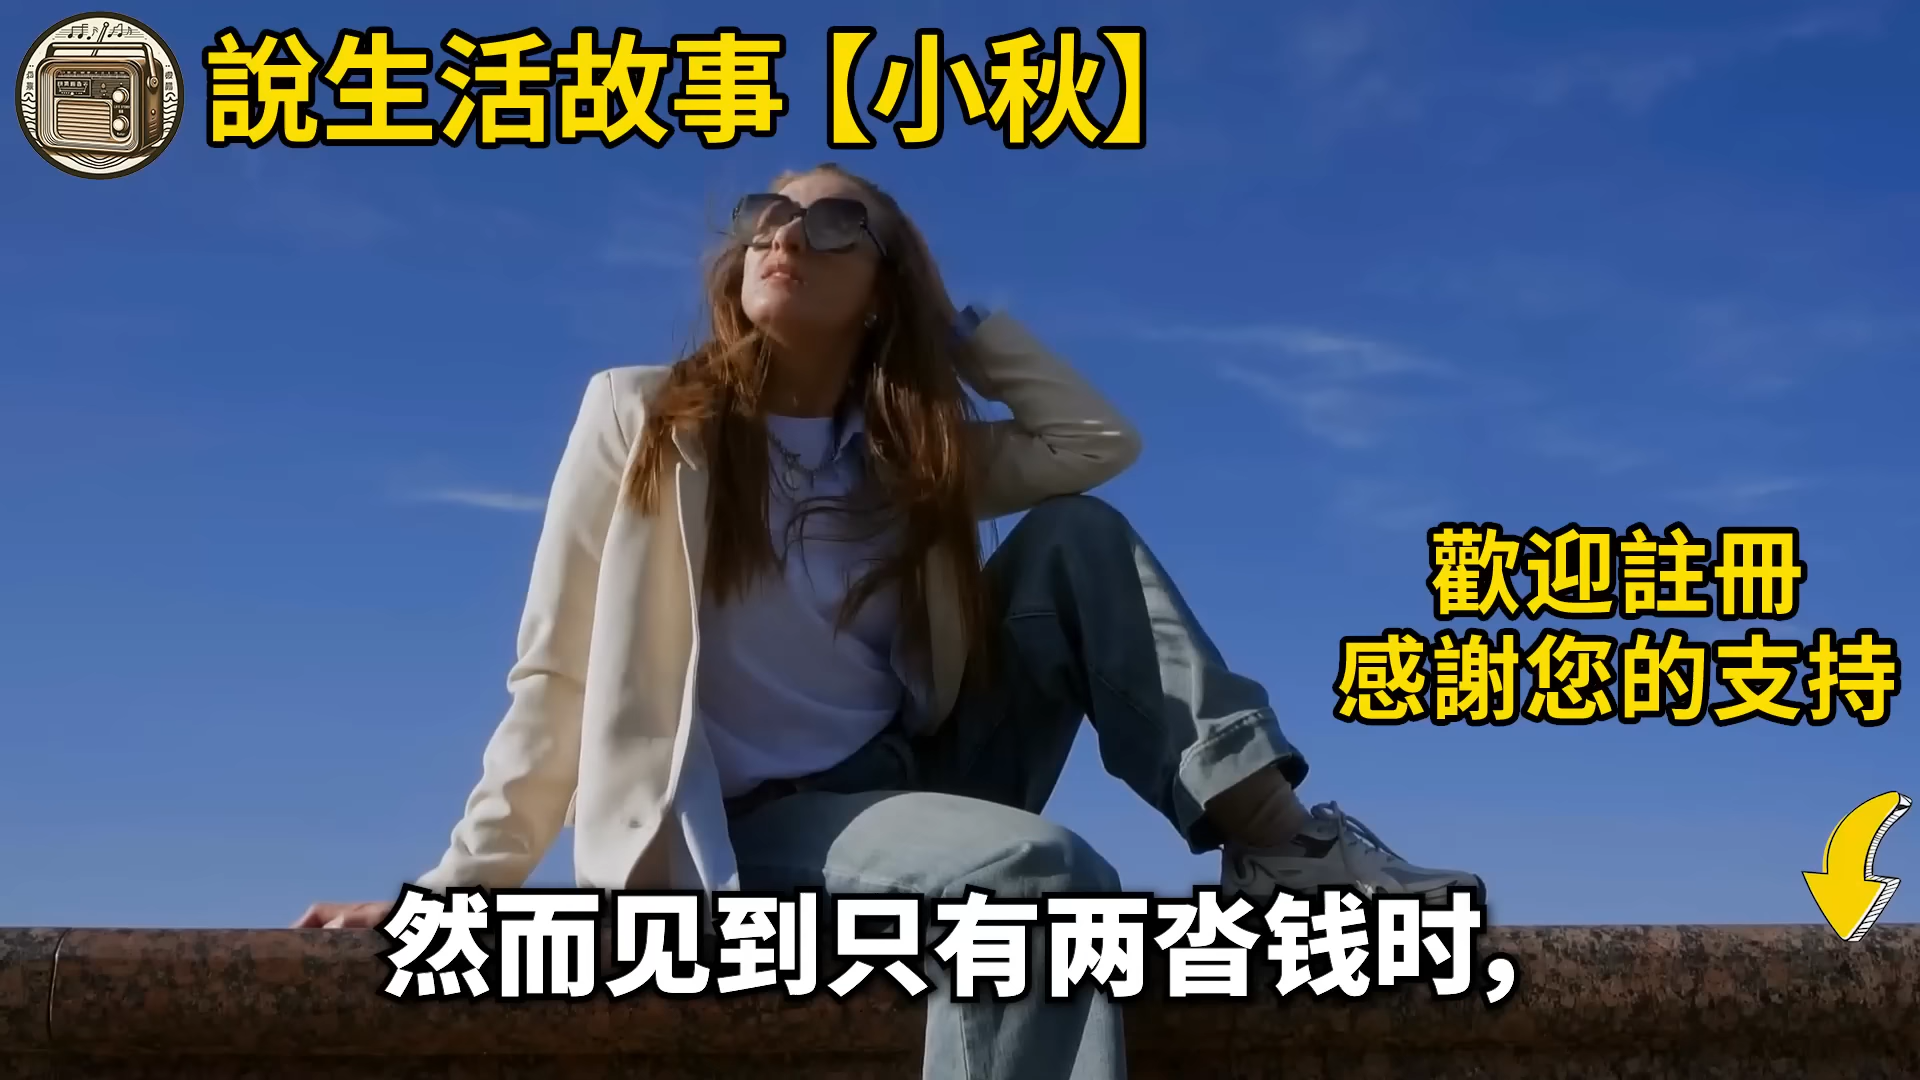 說生活故事【小秋】
歡迎註冊
感謝您的支持
然而见到只有两沓钱时,